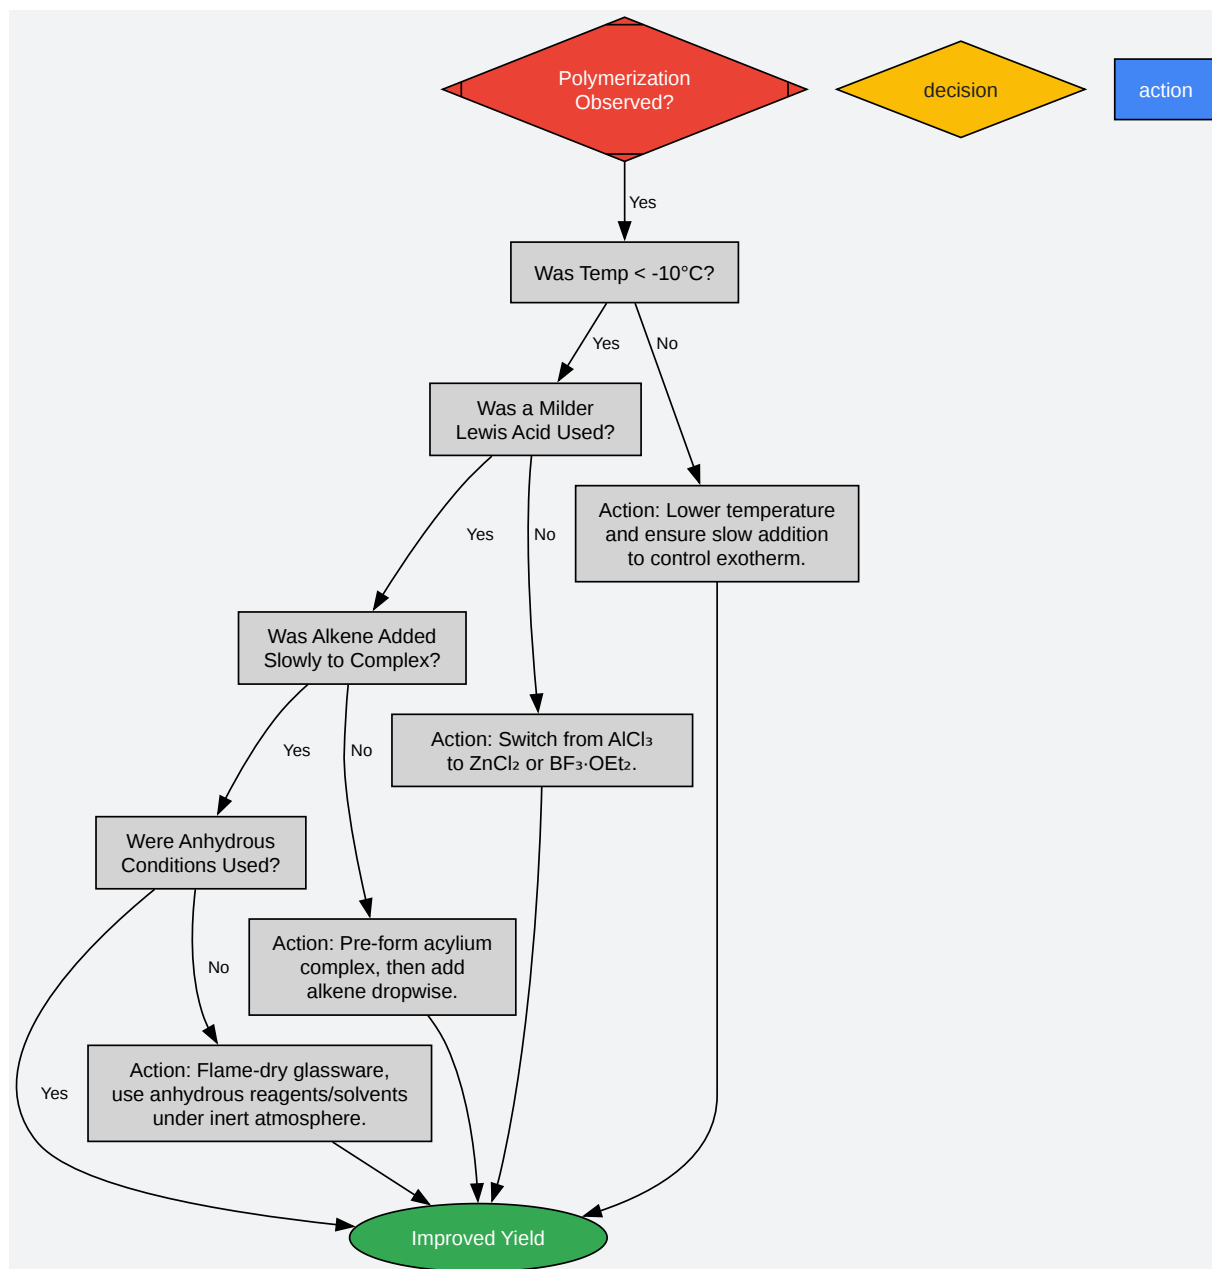 Polymerization
Observed?
decision
action
Yes
Was Temp < -10°C?
Yes
No
Was a Milder
Lewis Acid Used?
Action: Lower temperature
and ensure slow addition
to control exotherm.
Yes
No
Was Alkene Added
Slowly to Complex?
Action: Switch from AlCl₃
to ZnCl₂ or BF₃·OEt₂.
Yes
No
Were Anhydrous
Conditions Used?
Action: Pre-form acylium
complex, then add
alkene dropwise.
No
Action: Flame-dry glassware,
use anhydrous reagents/solvents
under inert atmosphere.
Yes
Improved Yield